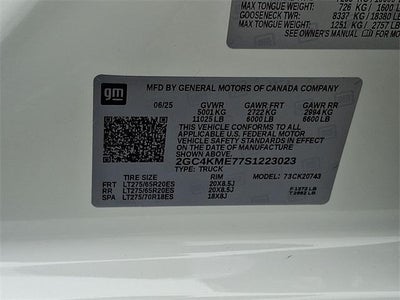 MAX TONGUE WEIGHT: 726 KG / 1600 L
GOOSENECK TWR: 8337 KG / 18380 LB
MAX TONGUE WEIGHT: 1251 KG / 2757 LB
SEE OWNER'S MANUAL FOR
gm
MFD BY GENERAL MOTORS OF CANADA COMPANY
06/25 GVWR GAWR FRT GAWR RR
5001 KG 2722 KG 2994 KG
11025 LB 6000 LB 6600 LB
THIS VEHICLE CONFORMS TO ALL
APPLICABLE U.S. FEDERAL MOTOR
VEHICLE SAFETY STANDARDS IN EFFECT
ON THE DATE OF MANUFACTURE SHOWN ABOVE.
2GC4KME77S1223023
TYPE: TRUCK MODEL: 73CK20743
TIRE SIZE RIM
FRT LT275/65R20ES 20X8.5J
RR LT275/65R20ES 20X8.5J
SPA LT275/70R18ES 18X8J